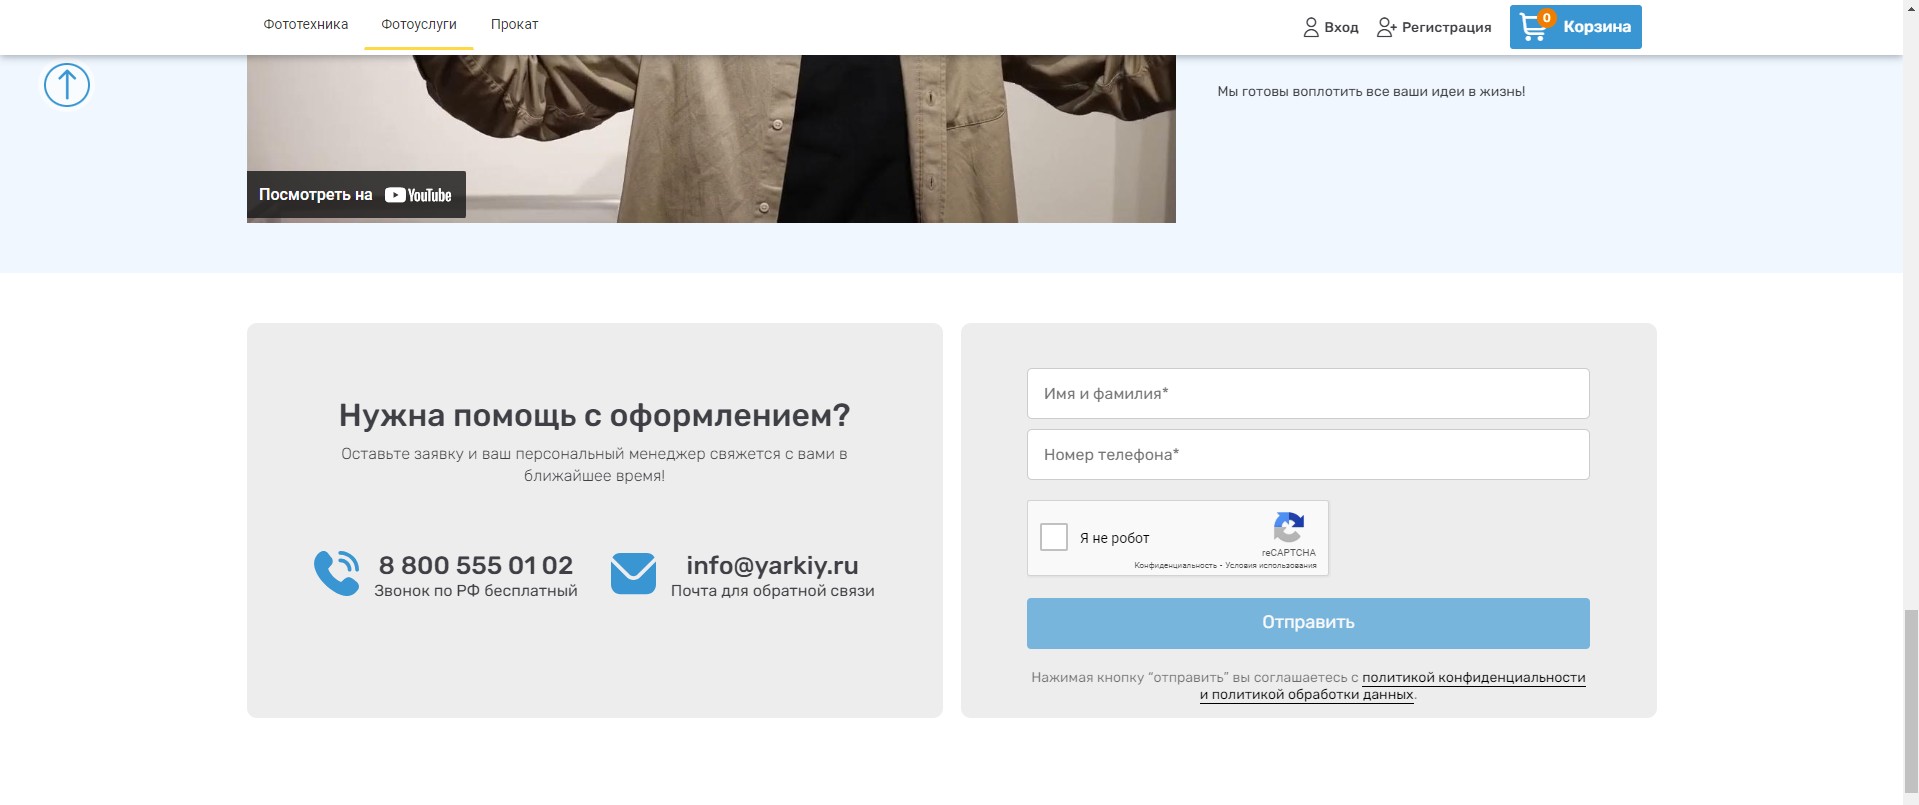 Фототехника
Фотоуслуги
Прокат
Вход
Регистрация
0
Корзина
Мы готовы воплотить все ваши идеи в жизнь!
Посмотреть на YouTube
Нужна помощь с оформлением?
Оставьте заявку и ваш персональный менеджер свяжется с вами в
ближайшее время!
8 800 555 01 02
Звонок по РФ бесплатный
info@yarkiy.ru
Почта для обратной связи
Имя и фамилия*
Номер телефона*
Я не робот
reCAPTCHA
Конфиденциальность - Условия использования
Отправить
Нажимая кнопку “отправить” вы соглашаетесь с политикой конфиденциальности
и политикой обработки данных.